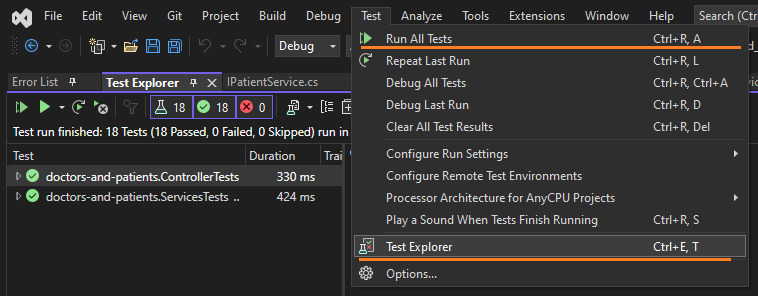 File Edit View Git Project Build Debug Test Analyze Tools Extensions Window Help Search (Ctrl
Debug
Error List Test Explorer IPatientService.cs
18 18 0
Test run finished: 18 Tests (18 Passed, 0 Failed, 0 Skipped) run in
Test Duration Trai
doctors-and-patients.ControllerTests 330 ms
doctors-and-patients.ServicesTests .. 424 ms
Run All Tests Ctrl+R, A
Repeat Last Run Ctrl+R, L
Debug All Tests Ctrl+R, Ctrl+A
Debug Last Run Ctrl+R, D
Clear All Test Results Ctrl+R, Del
Configure Run Settings
Configure Remote Test Environments
Processor Architecture for AnyCPU Projects
Play a Sound When Tests Finish Running Ctrl+R, S
Test Explorer Ctrl+E, T
Options...